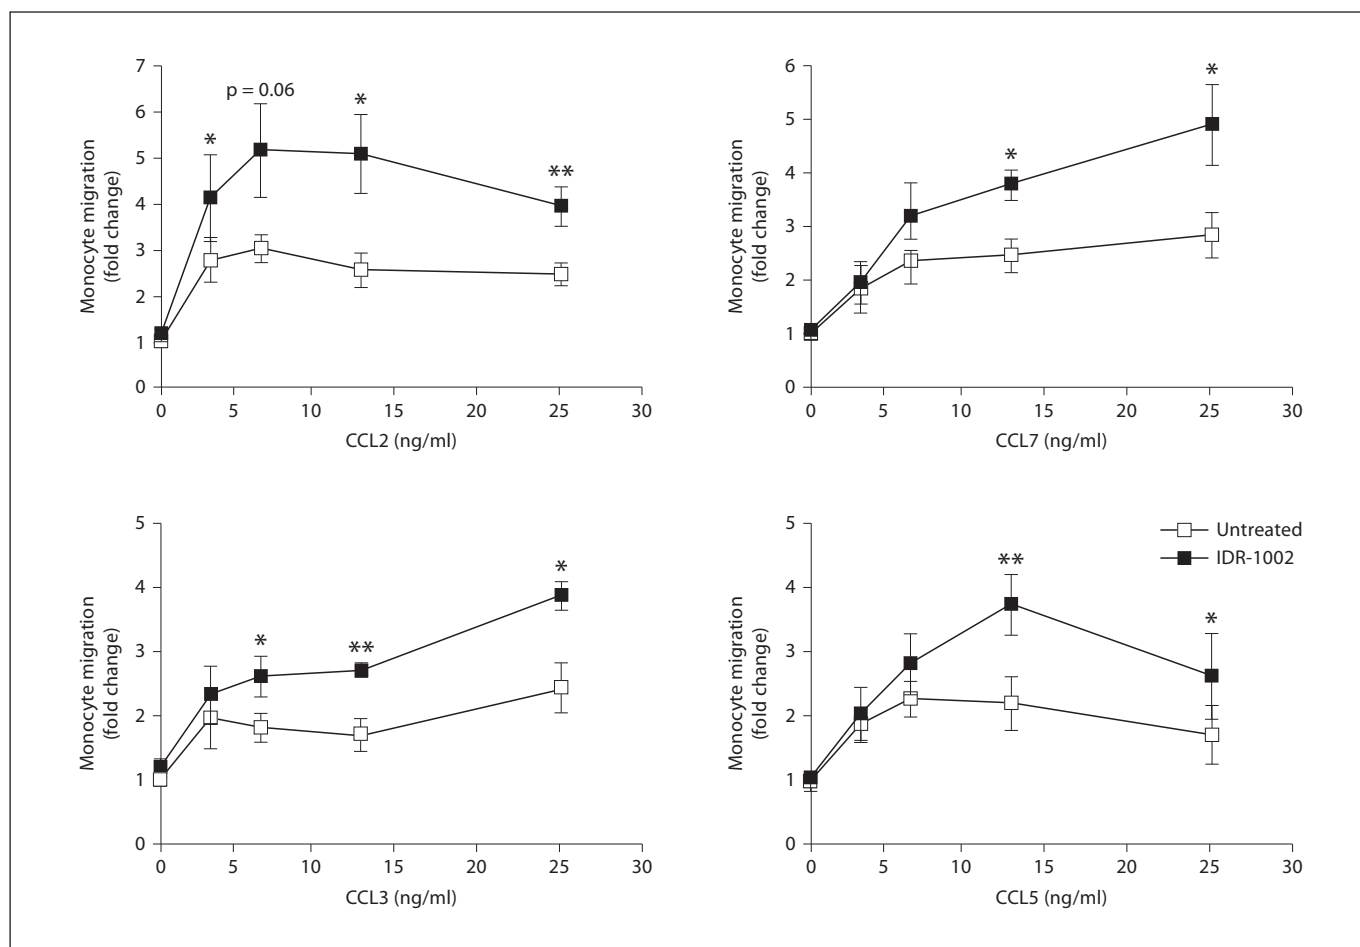 7
6
5
4
3
2
1
0
Monocyte migration
(fold change)
*
p = 0.06
*
**
0 5 10 15 20 25 30
CCL2 (ng/ml)
6
5
4
3
2
1
0
Monocyte migration
(fold change)
*
*
0 5 10 15 20 25 30
CCL7 (ng/ml)
5
4
3
2
1
0
Monocyte migration
(fold change)
*
**
*
0 5 10 15 20 25 30
CCL3 (ng/ml)
5
4
3
2
1
0
Monocyte migration
(fold change)
**
*
Untreated
IDR-1002
0 5 10 15 20 25 30
CCL5 (ng/ml)